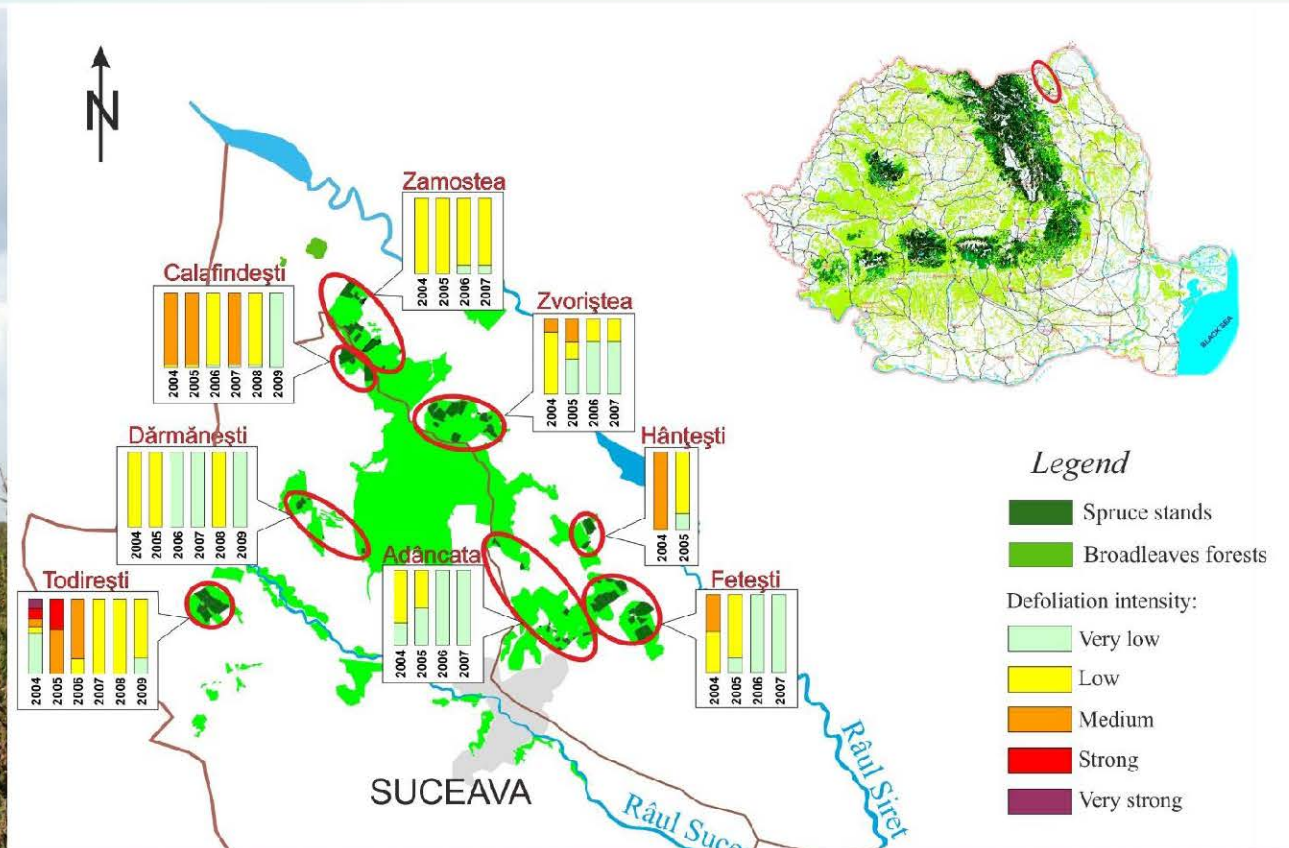 N
Zamostea
2004 2005 2006 2007
Calafindeşti
2004 2005 2006 2007 2008 2009
Zvoriştea
2004 2005 2006 2007
Dărmăneşti
2004 2005 2006 2007 2008 2009
Hânţeşti
2004 2005
Todireşti
2004 2005 2006 2007 2008 2009
Adâncata
2004 2005 2006 2007
Feteşti
2004 2005 2006 2007
SUCEAVA
Râul Suce
Râul Siret
BLACK SEA
Legend
Spruce stands
Broadleaves forests
Defoliation intensity:
Very low
Low
Medium
Strong
Very strong